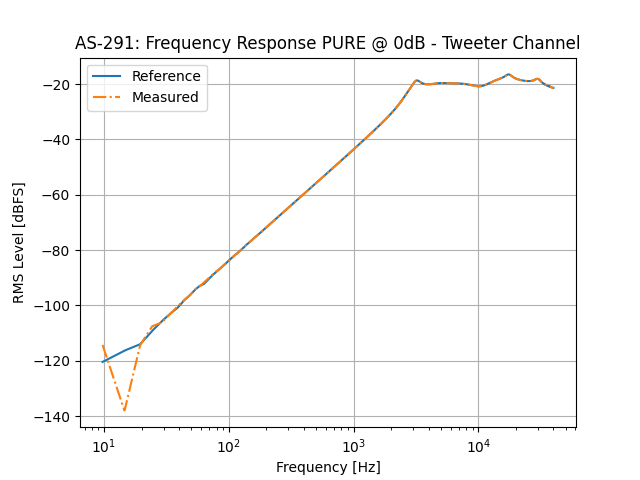 AS-291: Frequency Response PURE @ 0dB - Tweeter Channel
Reference
Measured
−20
−40
−60
−80
−100
−120
−140
RMS Level [dBFS]
10¹
10²
10³
10⁴
Frequency [Hz]